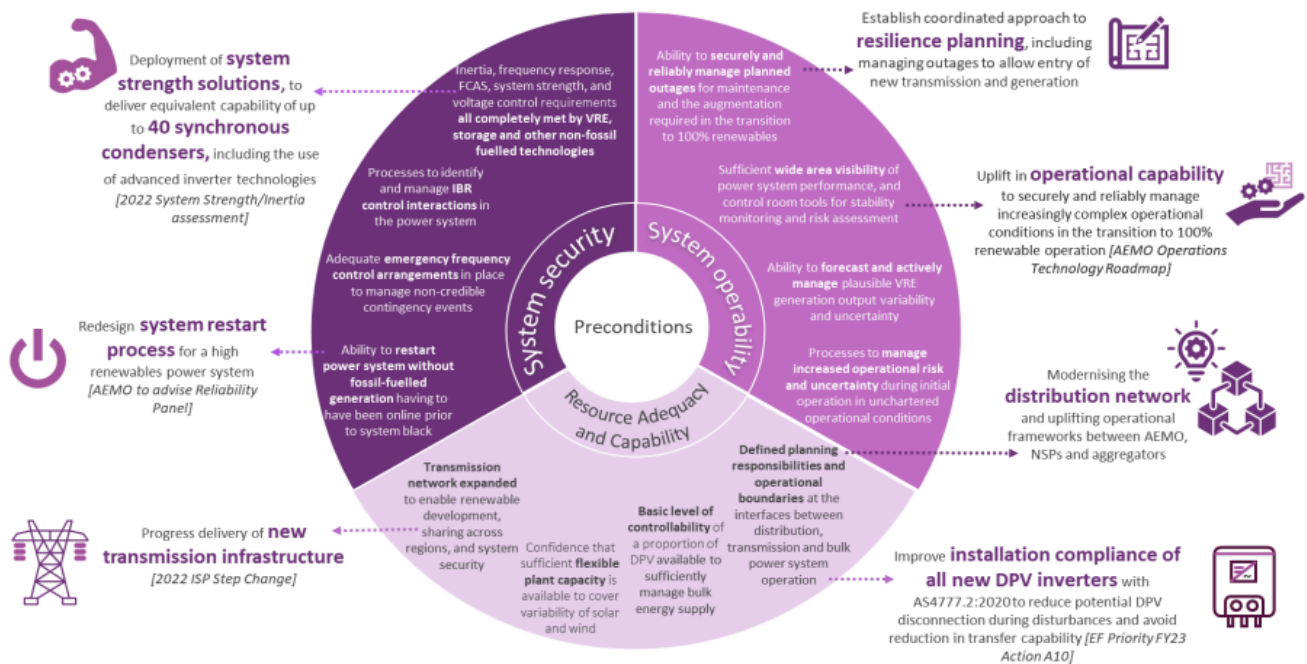 Deployment of system
strength solutions, to
deliver equivalent capability of up
to 40 synchronous
condensers, including the use
of advanced inverter technologies
[2022 System Strength/Inertia
assessment]
Redesign system restart
process for a high
renewables power system
[AEMO to advise Reliability
Panel]
Progress delivery of new
transmission infrastructure
[2022 ISP Step Change]
Inertia, frequency response,
FCAS, system strength, and
voltage control requirements
all completely met by VRE,
storage and other non-fossil
fuelled technologies
Processes to identify
and manage IBR
control interactions in
the power system
Adequate emergency frequency
control arrangements in place
to manage non-credible
contingency events
Ability to restart
power system without
fossil-fuelled
generation having to
have been online prior
to system black
System security
System operability
Preconditions
Resource Adequacy
and Capability
Ability to securely and
reliably manage planned
outages for maintenance
and the augmentation
required in the transition
to 100% renewables
Sufficient wide area visibility of
power system performance, and
control room tools for stability
monitoring and risk assessment
Ability to forecast and actively
manage plausible VRE
generation output variability
and uncertainty
Processes to manage
increased operational risk
and uncertainty during initial
operation in unchartered
operational conditions
Transmission
network expanded
to enable renewable
development,
sharing across
regions, and system
security
Confidence that
sufficient flexible
plant capacity is
available to cover
variability of solar
and wind
Basic level of
controllability of
a proportion of
DPV available to
sufficiently
manage bulk
energy supply
Defined planning
responsibilities and
operational
boundaries at the
interfaces between
distribution,
transmission and bulk
power system
operation
Establish coordinated approach to
resilience planning, including
managing outages to allow entry of
new transmission and generation
Uplift in operational capability
to securely and reliably manage
increasingly complex operational
conditions in the transition to 100%
renewable operation [AEMO Operations
Technology Roadmap]
Modernising the
distribution network
and uplifting operational
frameworks between AEMO,
NSPs and aggregators
Improve installation compliance of
all new DPV inverters with
AS4777.2:2020 to reduce potential DPV
disconnection during disturbances and avoid
reduction in transfer capability [EF Priority FY23
Action A10]